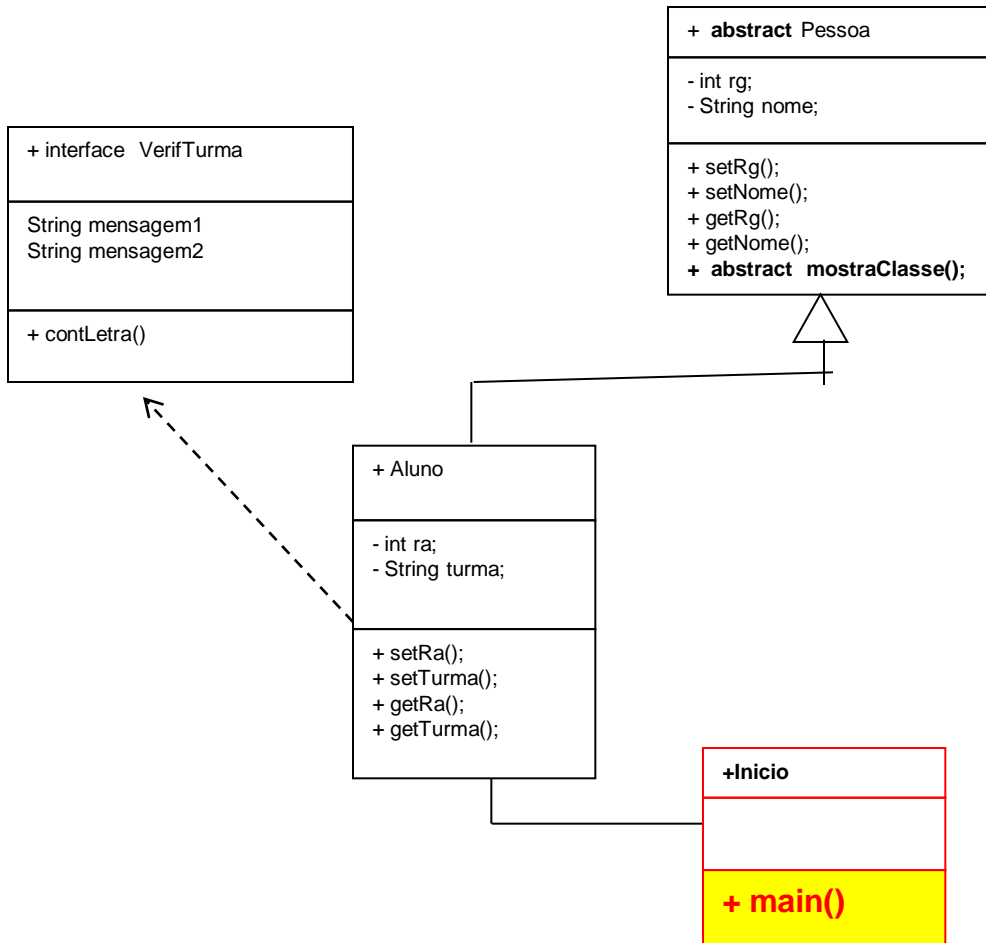 + abstract Pessoa
- int rg;
- String nome;
+ setRg();
+ setNome();
+ getRg();
+ getNome();
+ abstract mostraClasse();
+ interface VerifTurma
String mensagem1
String mensagem2
+ contLetra()
+ Aluno
- int ra;
- String turma;
+ setRa();
+ setTurma();
+ getRa();
+ getTurma();
+Inicio
+ main()